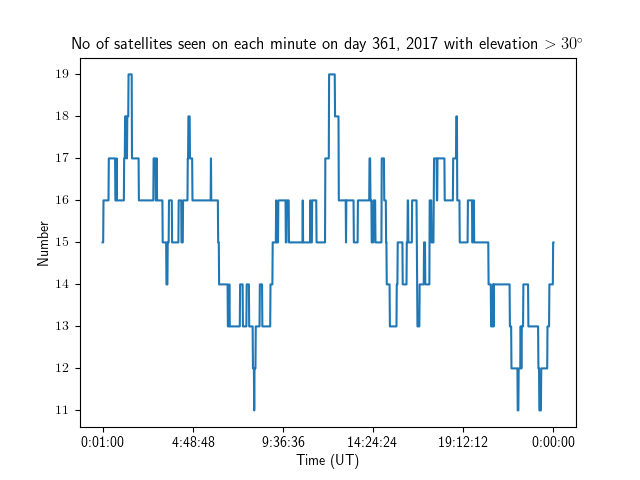 No of satellites seen on each minute on day 361, 2017 with elevation > 30°
19
18
17
16
15
14
13
12
11
Number
0:01:00 4:48:48 9:36:36 14:24:24 19:12:12 0:00:00
Time (UT)